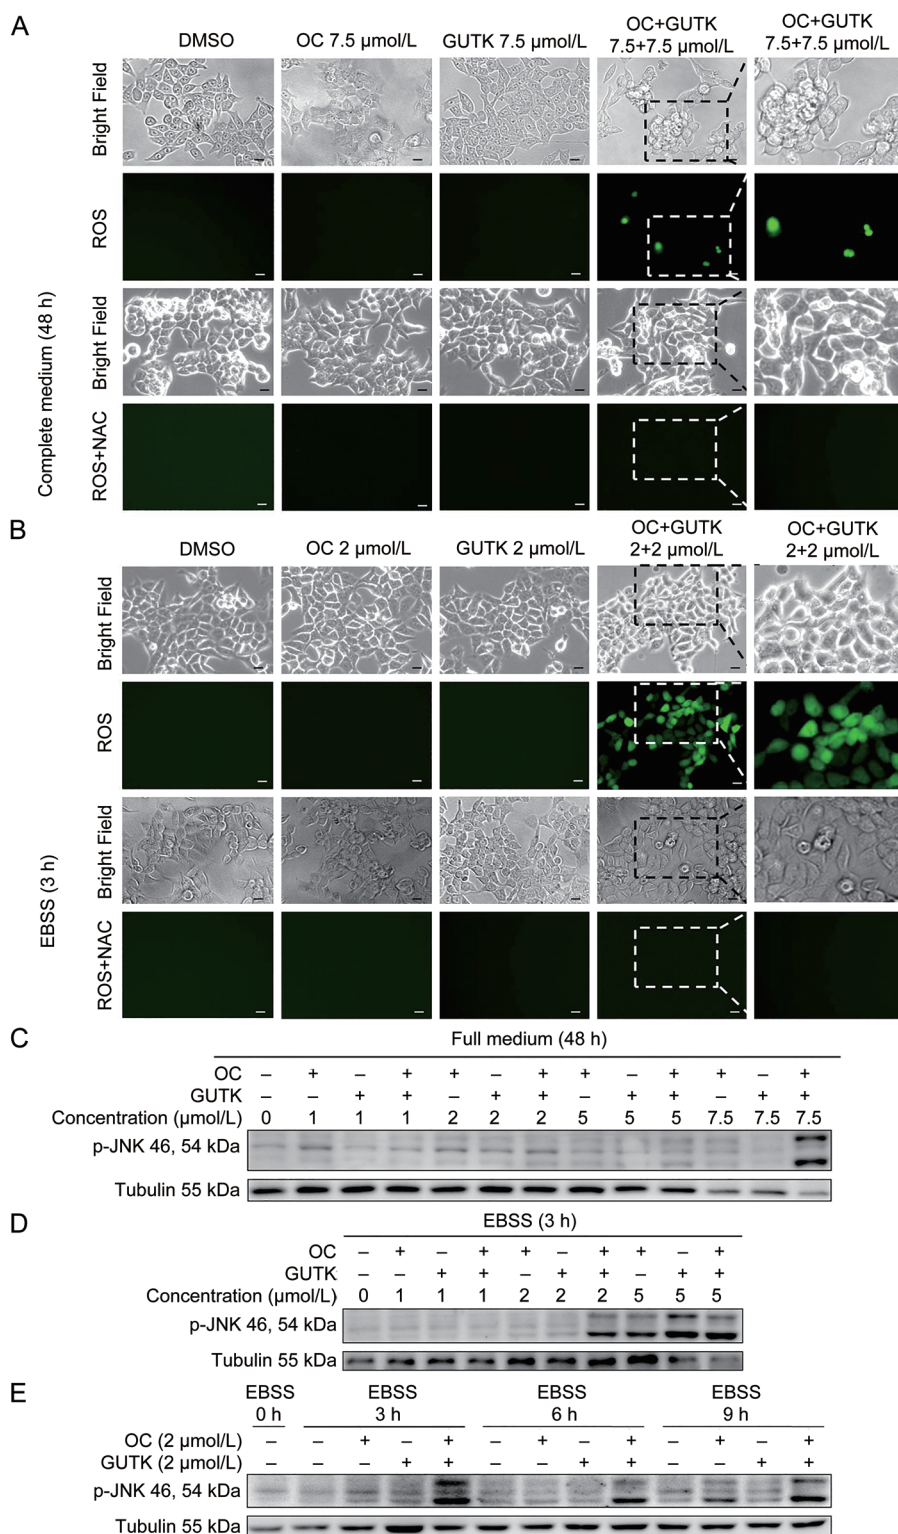 A
DMSO
OC 7.5 μmol/L
GUTK 7.5 μmol/L
OC+GUTK
7.5+7.5 μmol/L
OC+GUTK
7.5+7.5 μmol/L
Complete medium (48 h)
Bright Field
ROS
Bright Field
ROS+NAC
B
DMSO
OC 2 μmol/L
GUTK 2 μmol/L
OC+GUTK
2+2 μmol/L
OC+GUTK
2+2 μmol/L
EBSS (3 h)
Bright Field
ROS
Bright Field
ROS+NAC
C
Full medium (48 h)
OC – + – + + – + + – + + – +
GUTK – – + + – + + – + + – + +
Concentration (μmol/L) 0 1 1 1 2 2 2 5 5 5 7.5 7.5 7.5
p-JNK 46, 54 kDa
Tubulin 55 kDa
D
EBSS (3 h)
OC – + – + + – + + – +
GUTK – – + + – + + – + +
Concentration (μmol/L) 0 1 1 1 2 2 2 5 5 5
p-JNK 46, 54 kDa
Tubulin 55 kDa
E
EBSS EBSS EBSS EBSS
0 h 3 h 6 h 9 h
OC (2 μmol/L) – – + – + – + – + – + – +
GUTK (2 μmol/L) – – – + + – – + + – – + +
p-JNK 46, 54 kDa
Tubulin 55 kDa